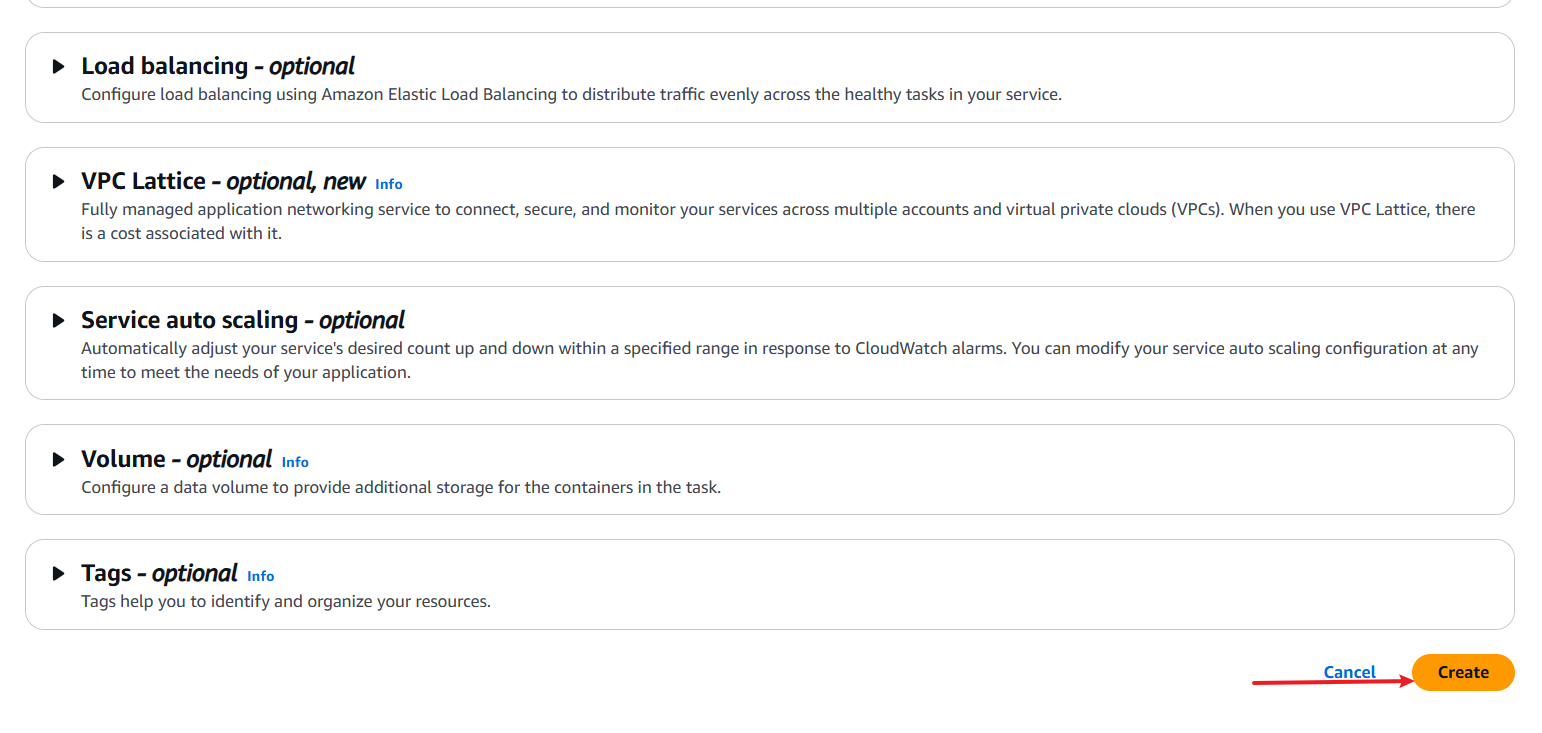 Load balancing - optional
Configure load balancing using Amazon Elastic Load Balancing to distribute traffic evenly across the healthy tasks in your service.
VPC Lattice - optional, new Info
Fully managed application networking service to connect, secure, and monitor your services across multiple accounts and virtual private clouds (VPCs). When you use VPC Lattice, there
is a cost associated with it.
Service auto scaling - optional
Automatically adjust your service's desired count up and down within a specified range in response to CloudWatch alarms. You can modify your service auto scaling configuration at any
time to meet the needs of your application.
Volume - optional Info
Configure a data volume to provide additional storage for the containers in the task.
Tags - optional Info
Tags help you to identify and organize your resources.
Cancel Create